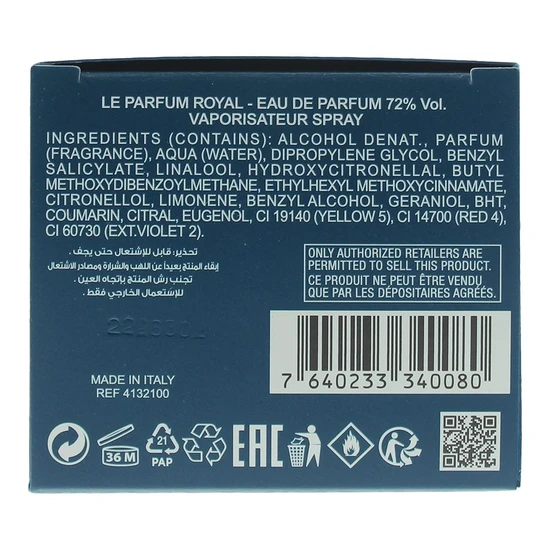 LE PARFUM ROYAL - EAU DE PARFUM 72% Vol.
VAPORISATEUR SPRAY
INGREDIENTS (CONTAINS): ALCOHOL DENAT., PARFUM
(FRAGRANCE), AQUA (WATER), DIPROPYLENE GLYCOL, BENZYL
SALICYLATE, LINALOOL, HYDROXYCITRONELLAL, BUTYL
METHOXYDIBENZOYLMETHANE, ETHYLHEXYL METHOXYCINNAMATE,
CITRONELLOL, LIMONENE, BENZYL ALCOHOL, GERANIOL, BHT,
COUMARIN, CITRAL, EUGENOL, CI 19140 (YELLOW 5), CI 14700 (RED 4),
CI 60730 (EXT.VIOLET 2).
تحذير: قابل للإشتعال حتى يجف.
إبقاء المنتج بعيداً عن اللهب والشرارة ومصادر الاشتعال
تجنب رش المنتج بإتجاه العين.
للإستعمال الخارجي فقط.
ONLY AUTHORIZED RETAILERS ARE
PERMITTED TO SELL THIS PRODUCT.
CE PRODUIT NE PEUT ÊTRE VENDU
QUE PAR LES DÉPOSITAIRES AGRÉÉS.
7 640233 340080
MADE IN ITALY
REF 4132100
36 M
21
PAP
EAC